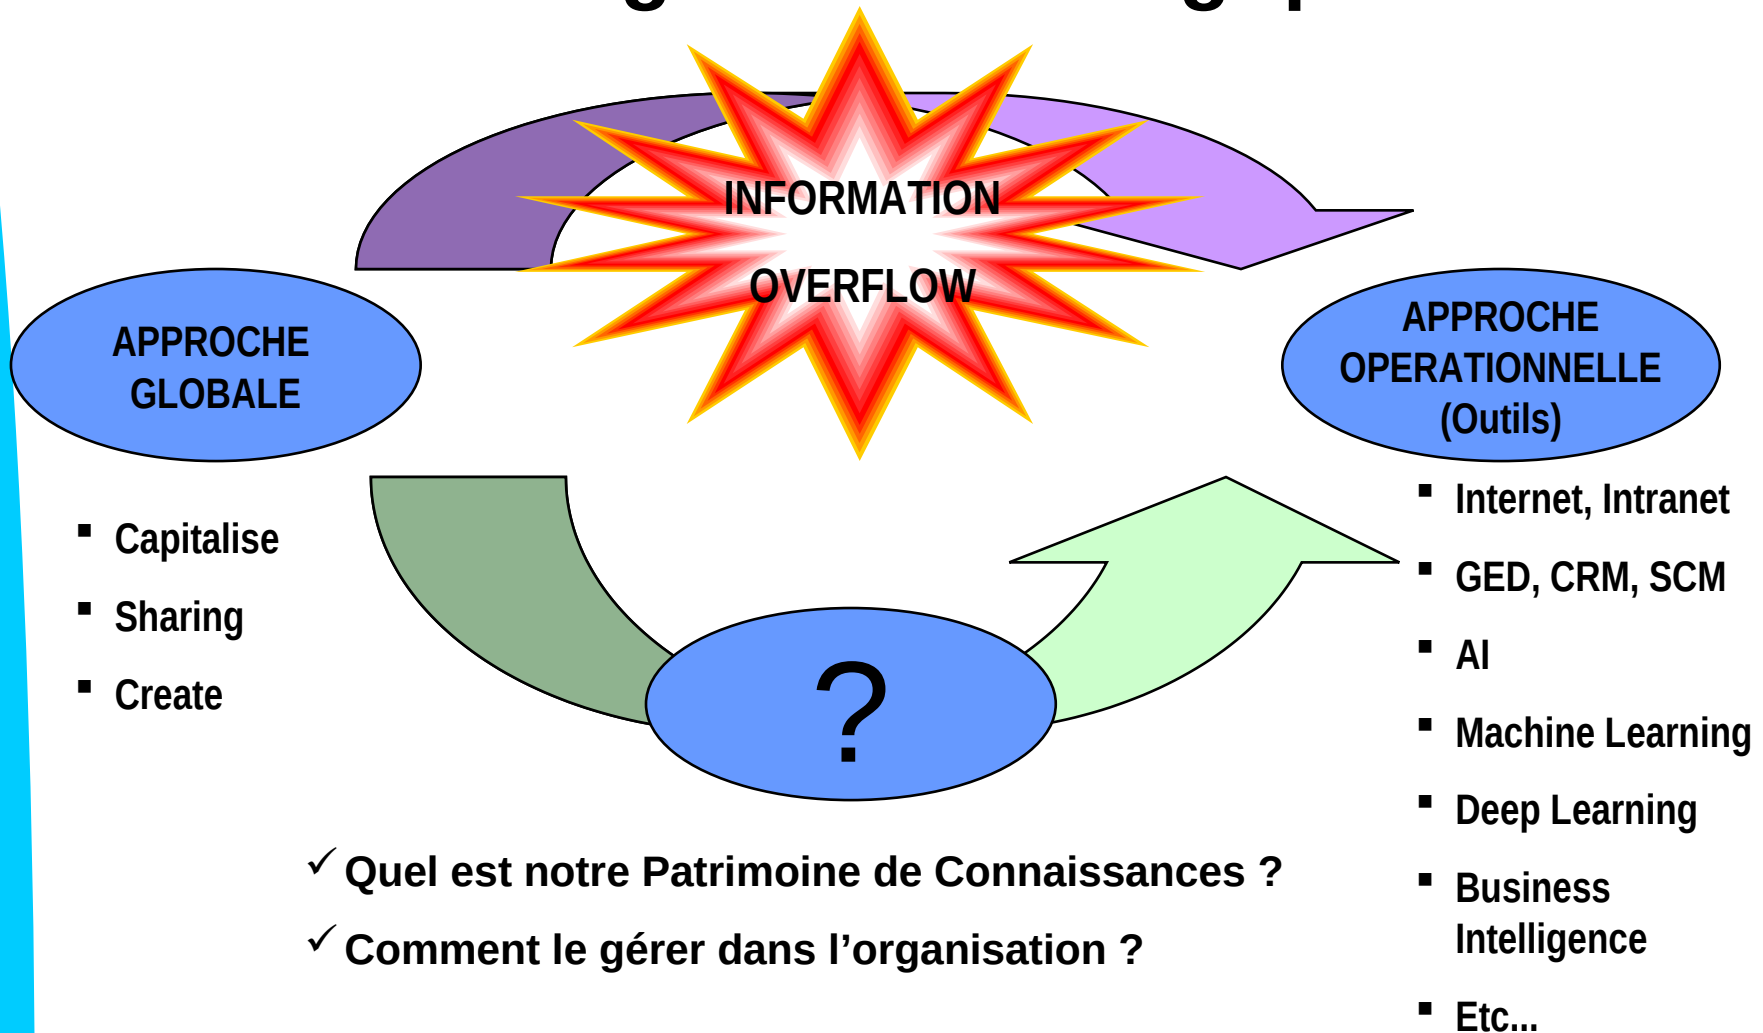 INFORMATION
OVERFLOW
APPROCHE
GLOBALE
APPROCHE
OPERATIONNELLE
(Outils)
▪ Capitalise
▪ Sharing
▪ Create
▪ Internet, Intranet
▪ GED, CRM, SCM
▪ AI
▪ Machine Learning
▪ Deep Learning
▪ Business
Intelligence
▪ Etc...
?
✓ Quel est notre Patrimoine de Connaissances ?
✓ Comment le gérer dans l’organisation ?